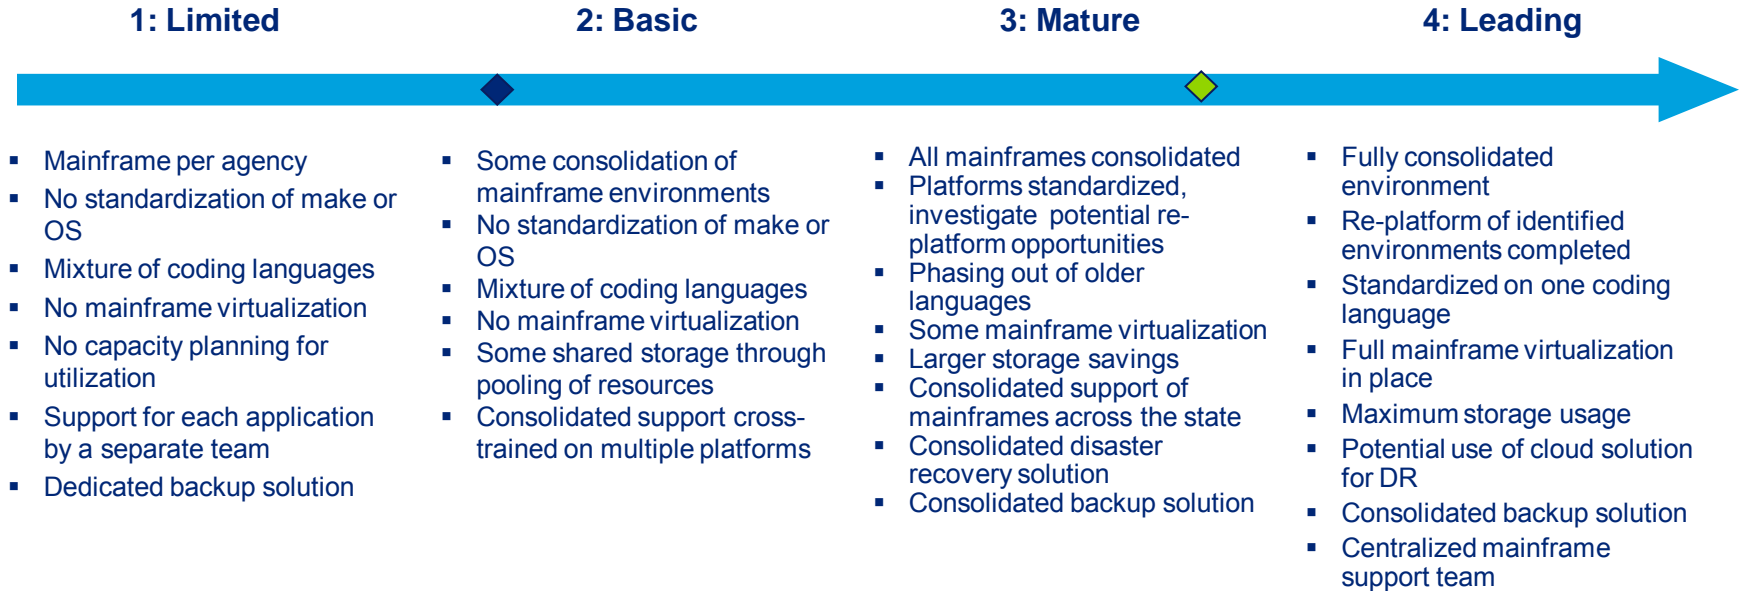 1: Limited
2: Basic
3: Mature
4: Leading
▪ Mainframe per agency
▪ No standardization of make or
OS
▪ Mixture of coding languages
▪ No mainframe virtualization
▪ No capacity planning for
utilization
▪ Support for each application
by a separate team
▪ Dedicated backup solution
▪ Some consolidation of
mainframe environments
▪ No standardization of make or
OS
▪ Mixture of coding languages
▪ No mainframe virtualization
▪ Some shared storage through
pooling of resources
▪ Consolidated support cross-
trained on multiple platforms
▪ All mainframes consolidated
▪ Platforms standardized,
investigate potential re-
platform opportunities
▪ Phasing out of older
languages
▪ Some mainframe virtualization
▪ Larger storage savings
▪ Consolidated support of
mainframes across the state
▪ Consolidated disaster
recovery solution
▪ Consolidated backup solution
▪ Fully consolidated
environment
▪ Re-platform of identified
environments completed
▪ Standardized on one coding
language
▪ Full mainframe virtualization
in place
▪ Maximum storage usage
▪ Potential use of cloud solution
for DR
▪ Consolidated backup solution
▪ Centralized mainframe
support team